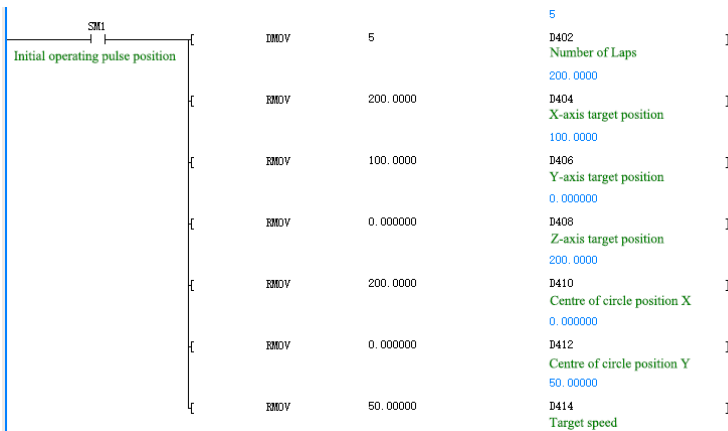 5
SM1
DMOV 5 D402
Initial operating pulse position
Number of Laps
200.0000
RMOV 200.0000 D404
X-axis target position
100.0000
RMOV 100.0000 D406
Y-axis target position
0.000000
RMOV 0.000000 D408
Z-axis target position
200.0000
RMOV 200.0000 D410
Centre of circle position X
0.000000
RMOV 0.000000 D412
Centre of circle position Y
50.00000
RMOV 50.00000 D414
Target speed